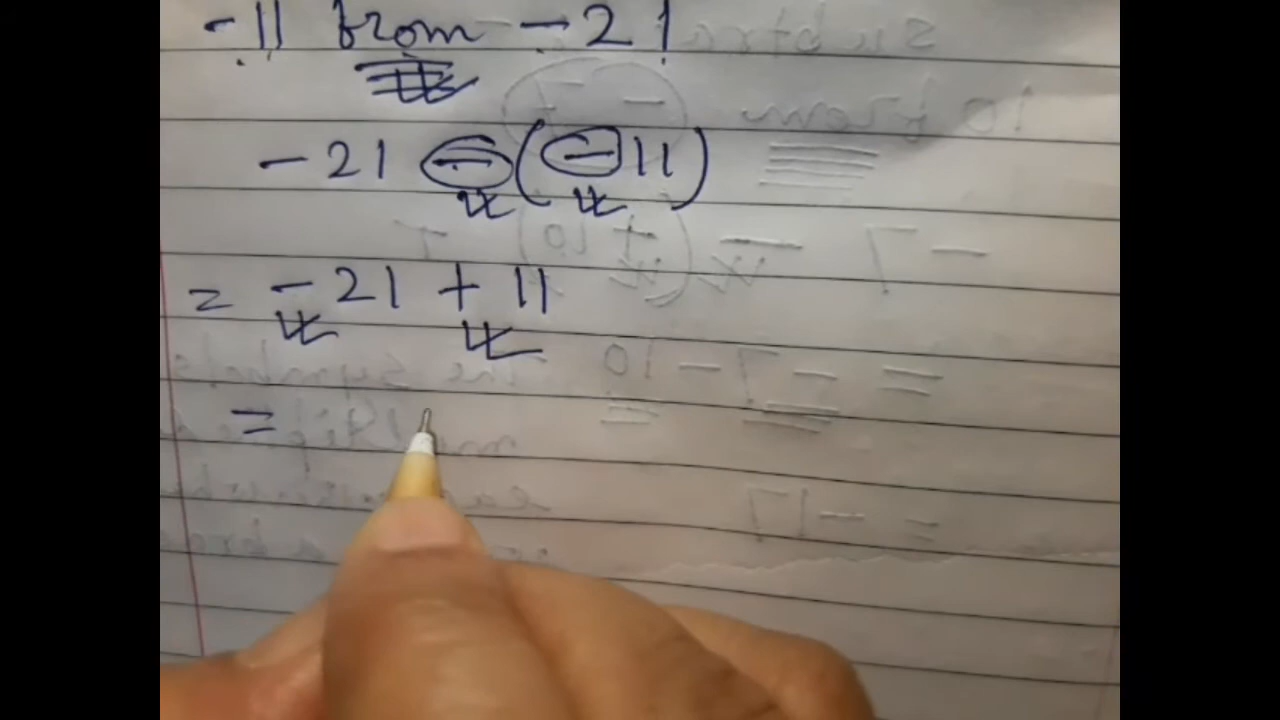 -11 from -21
-21 - (-11)
= -21 + 11
=